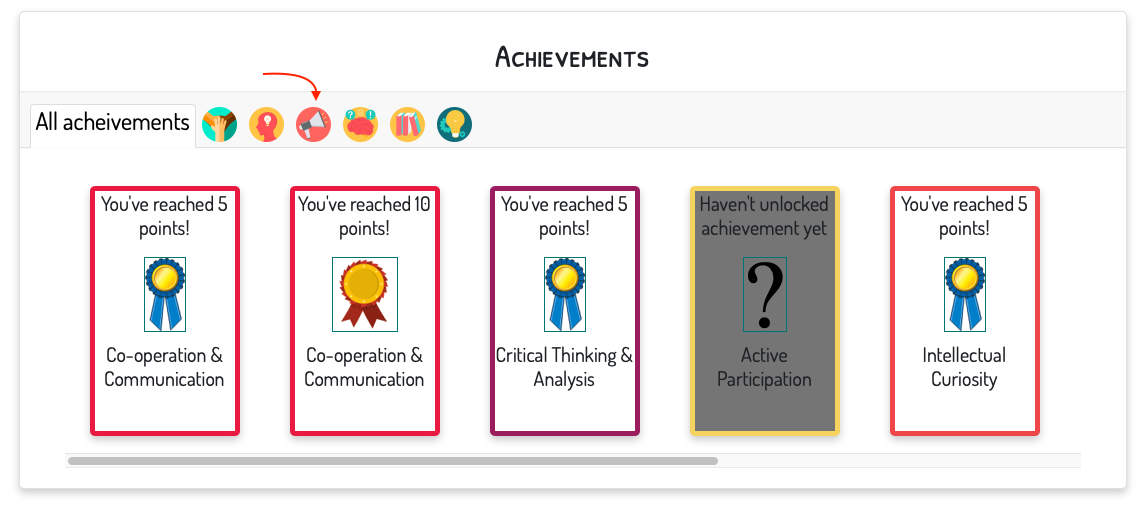 Achievements
All acheivements
You've reached 5
points!
Co-operation &
Communication
You've reached 10
points!
Co-operation &
Communication
You've reached 5
points!
Critical Thinking &
Analysis
Haven't unlocked
achievement yet
?
Active
Participation
You've reached 5
points!
Intellectual
Curiosity